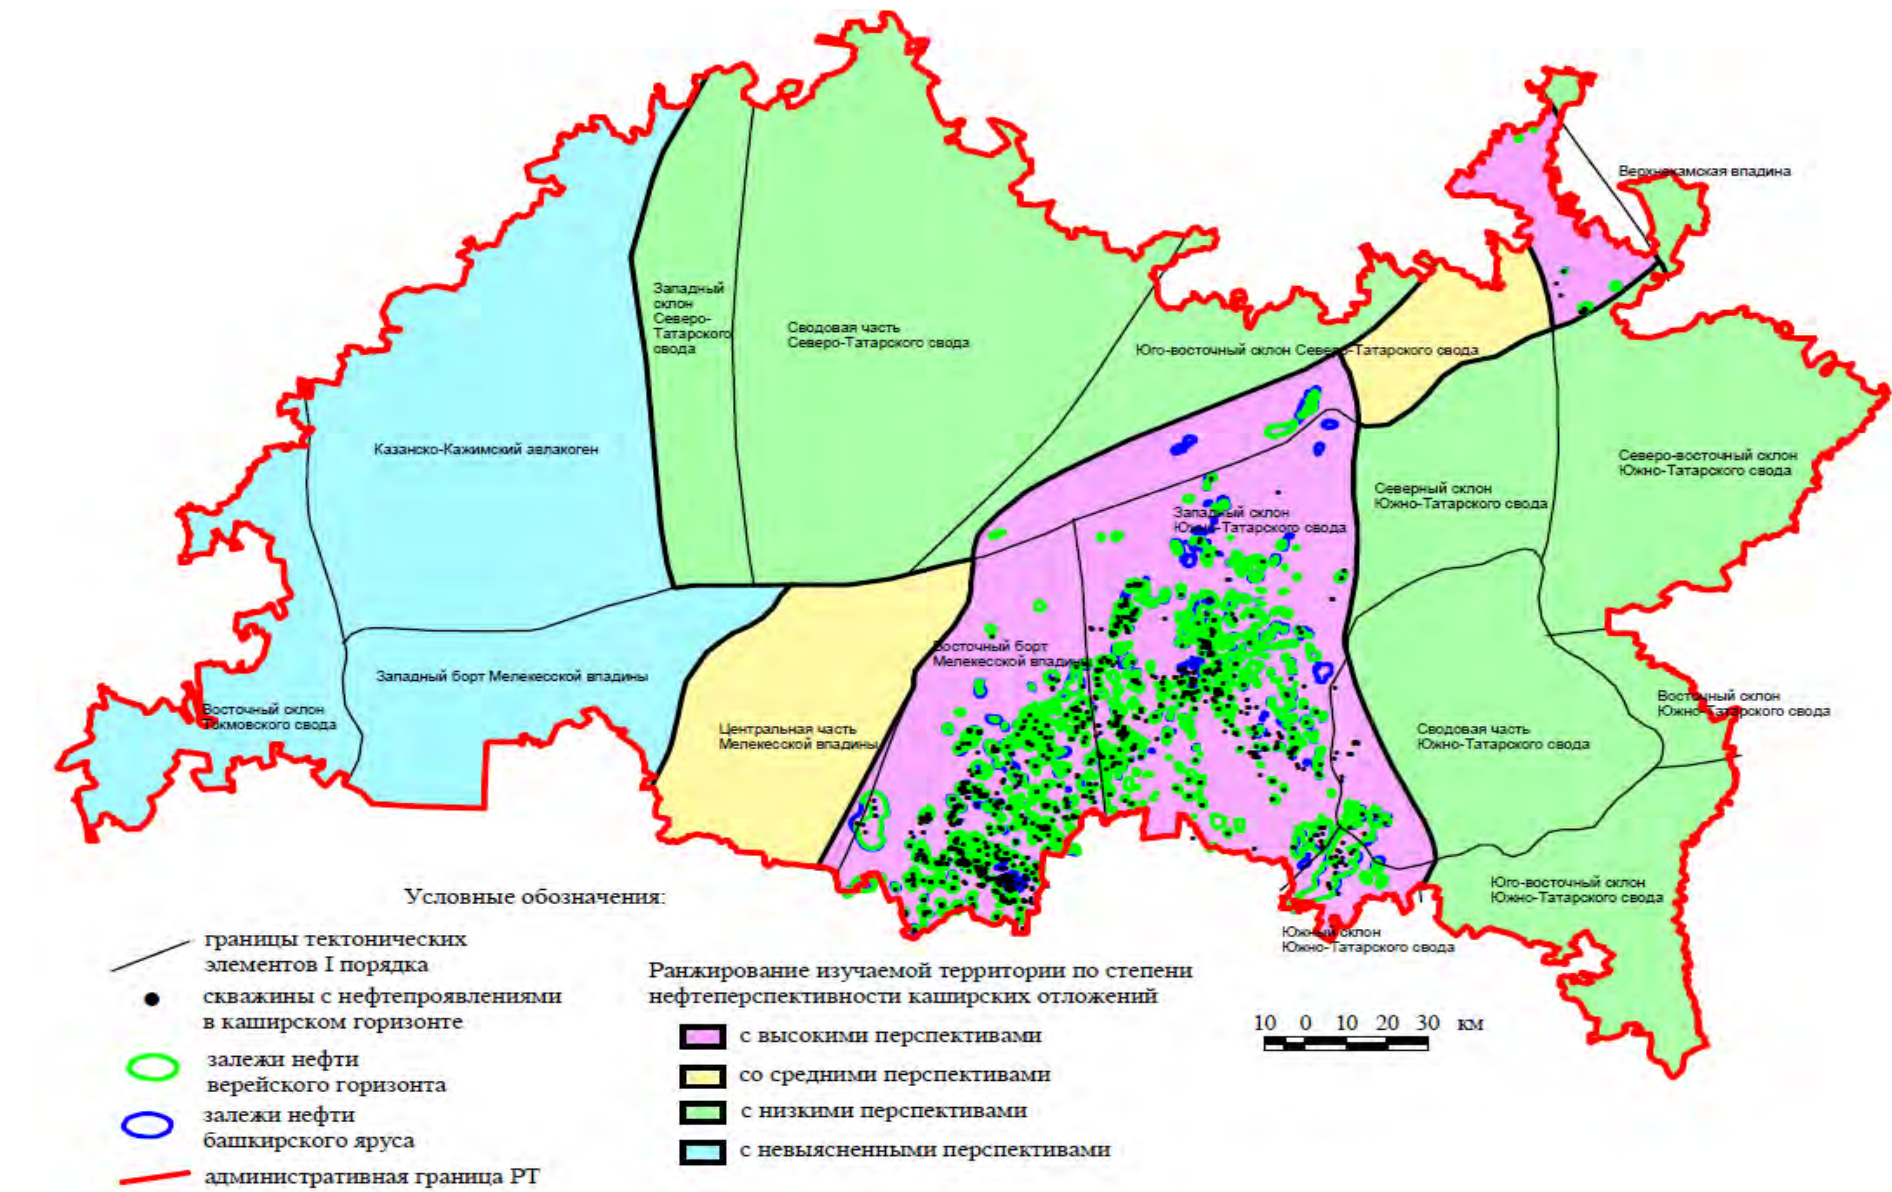 Верхнекамская впадина
Западный
склон
Северо-
Татарского
свода
Сводовая часть
Северо-Татарского свода
Юго-восточный склон Северо-Татарского свода
Казанско-Кажимский авлакоген
Северо-восточный склон
Южно-Татарского свода
Северный склон
Южно-Татарского свода
Западный склон
Южно-Татарского свода
Восточный борт
Мелекесской впадины
Западный борт Мелекесской впадины
Восточный склон
Токмовского свода
Центральная часть
Мелекесской впадины
Восточный склон
Южно-Татарского свода
Сводовая часть
Южно-Татарского свода
Юго-восточный склон
Южно-Татарского свода
Южный склон
Южно-Татарского свода
Условные обозначения:
границы тектонических
элементов I порядка
скважины с нефтепроявлениями
в каширском горизонте
залежи нефти
верейского горизонта
залежи нефти
башкирского яруса
административная граница РТ
Ранжирование изучаемой территории по степени
нефтеперспективности каширских отложений
с высокими перспективами
со средними перспективами
с низкими перспективами
с невыясненными перспективами
10 0 10 20 30 км